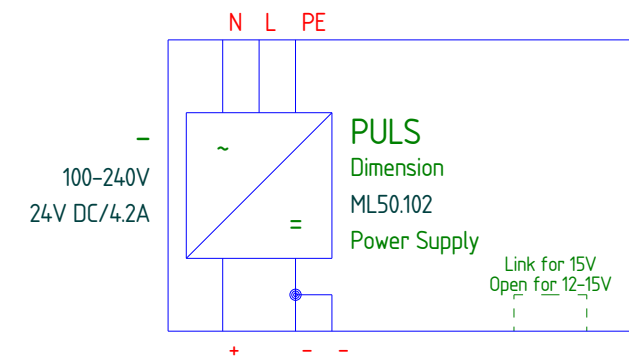 N L PE
–
100-240V
24V DC/4.2A
~
=
PULS
Dimension
ML50.102
Power Supply
Link for 15V
Open for 12-15V
+ – –